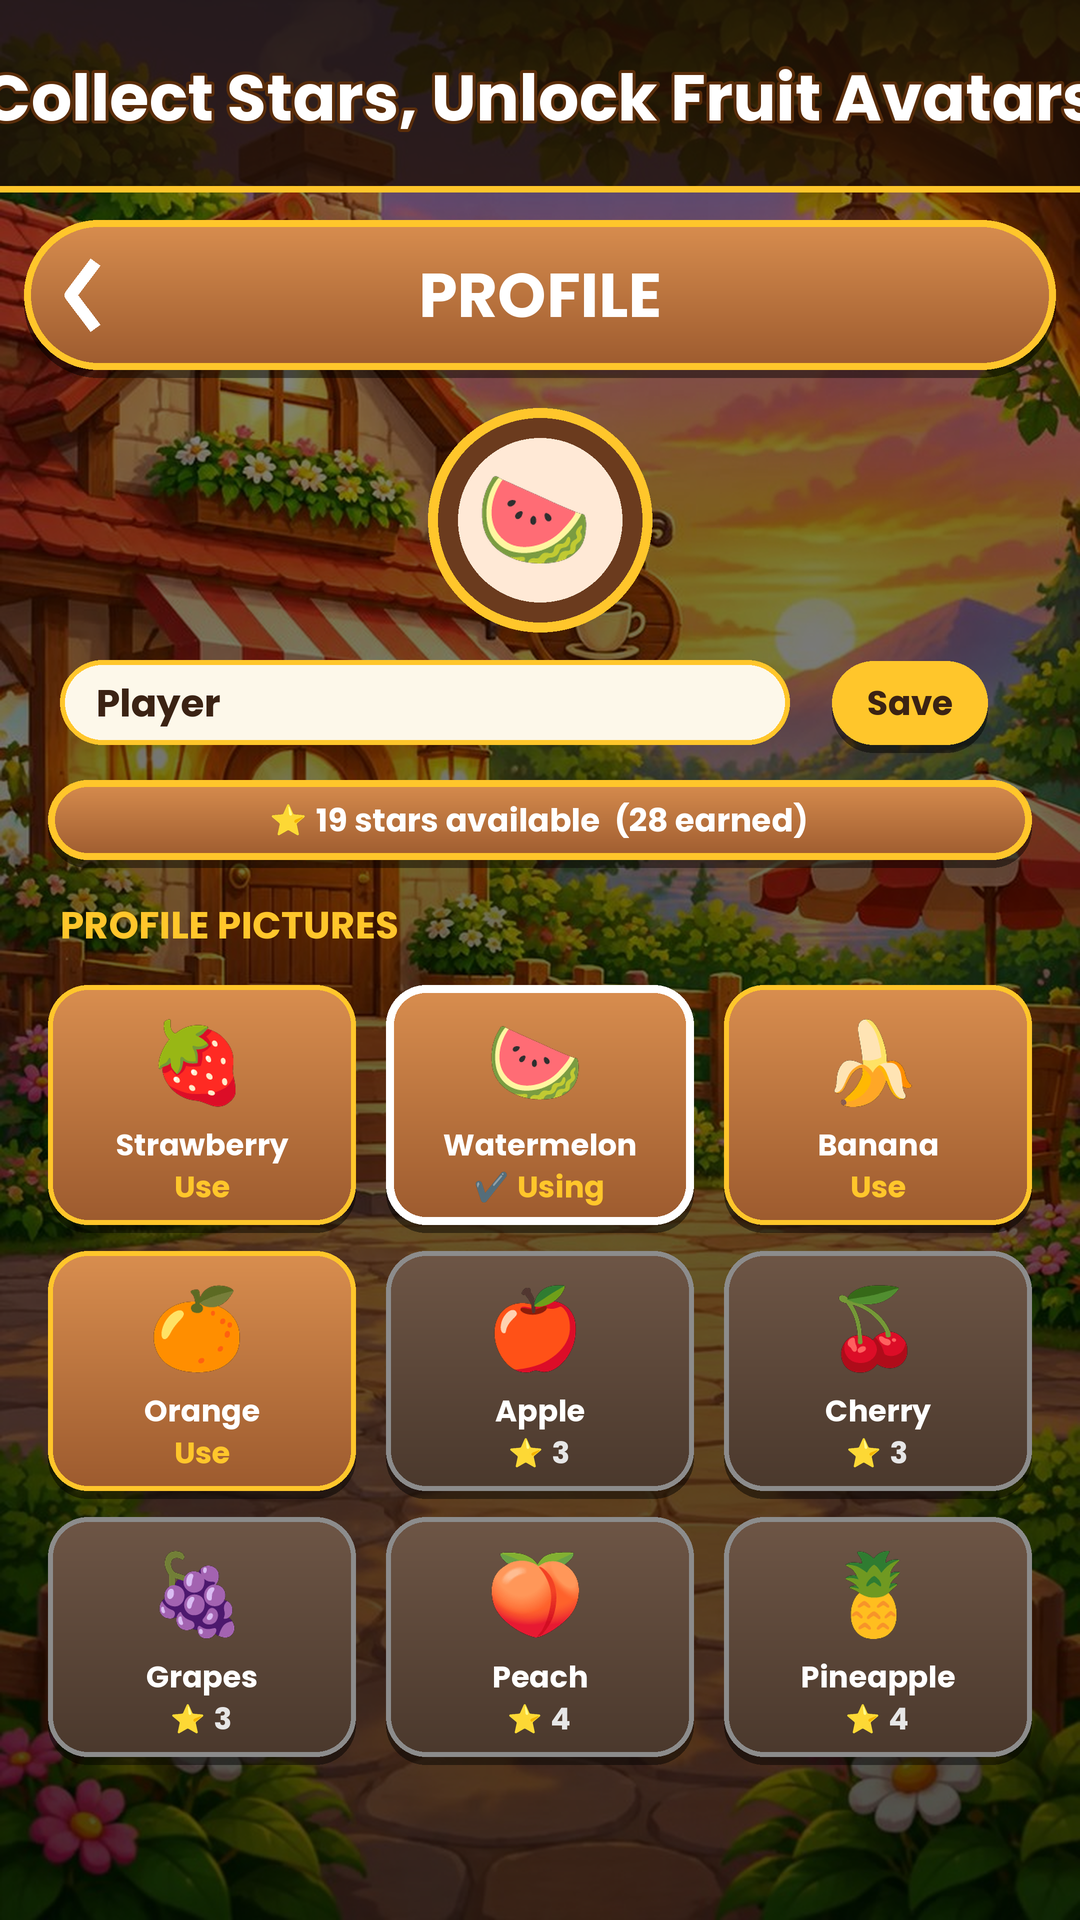 Collect Stars, Unlock Fruit Avatars
PROFILE
Player
Save
19 stars available (28 earned)
PROFILE PICTURES
Strawberry
Use
Watermelon
Using
Banana
Use
Orange
Use
Apple
3
Cherry
3
Grapes
3
Peach
4
Pineapple
4